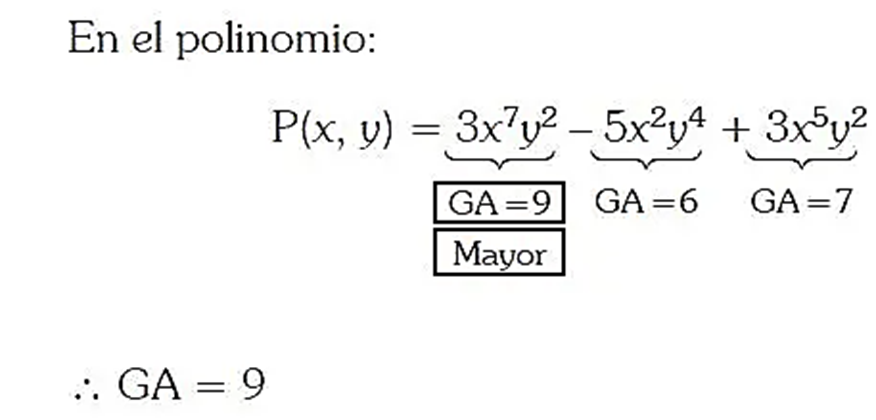 En el polinomio:
P(x, y) = 3x⁷y² – 5x²y⁴ + 3x⁵y²
GA = 9 GA = 6 GA = 7
Mayor
∴ GA = 9